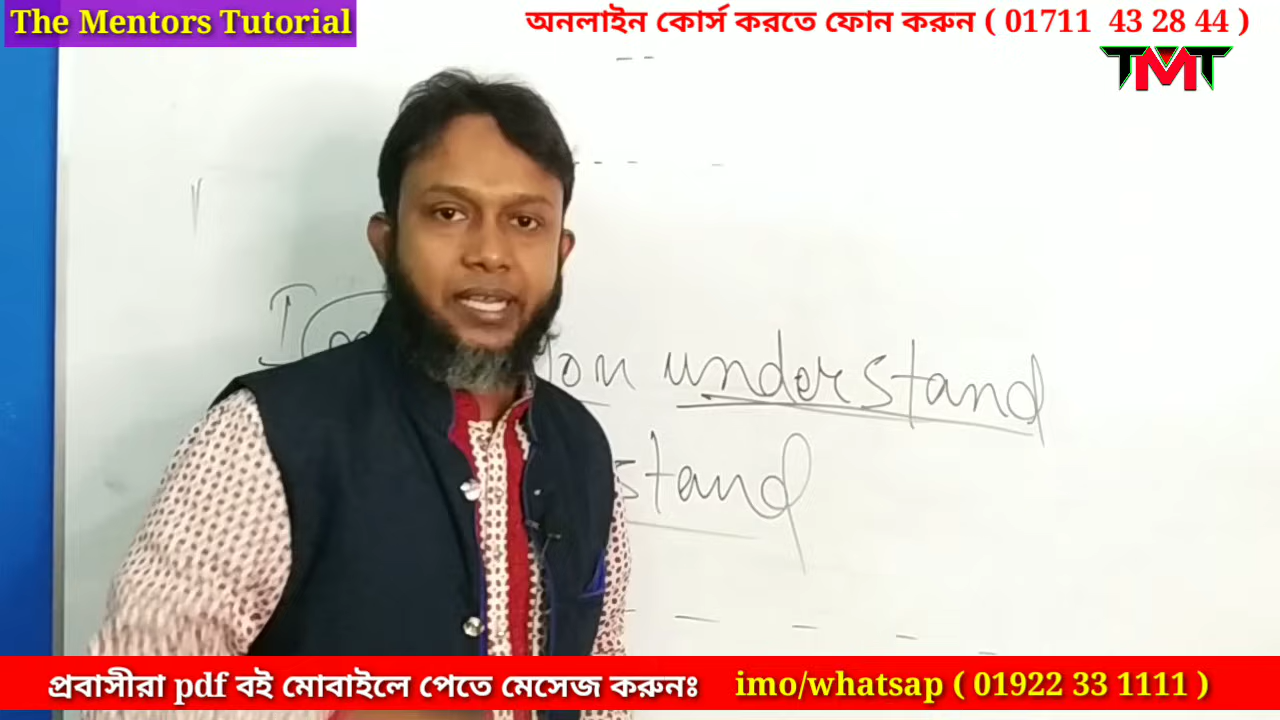 The Mentors Tutorial
অনলাইন কোর্স করতে ফোন করুন ( 01711 43 28 44 )
TMT
I you understand
stand
প্রবাসীরা pdf বই মোবাইলে পেতে মেসেজ করুনঃ imo/whatsap ( 01922 33 1111 )